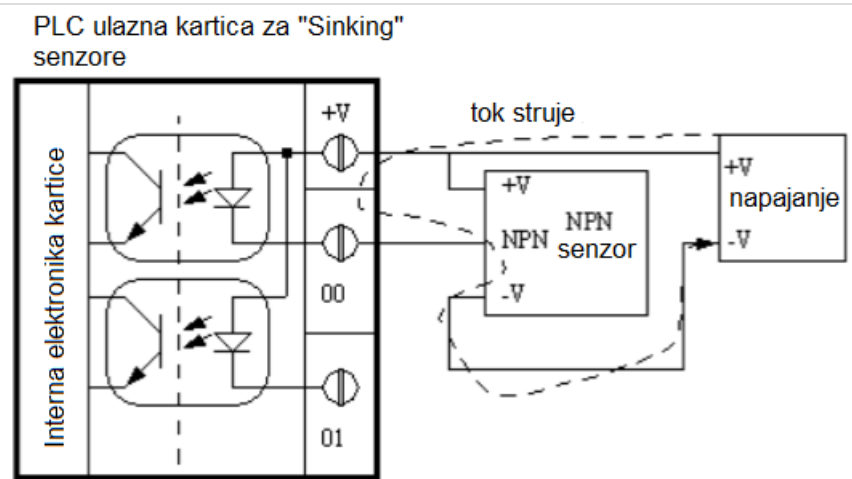 PLC ulazna kartica za "Sinking"
senzore
Interna elektronika kartice
+V
00
01
tok struje
+V
NPN
NPN
senzor
-V
+V
napajanje
-V